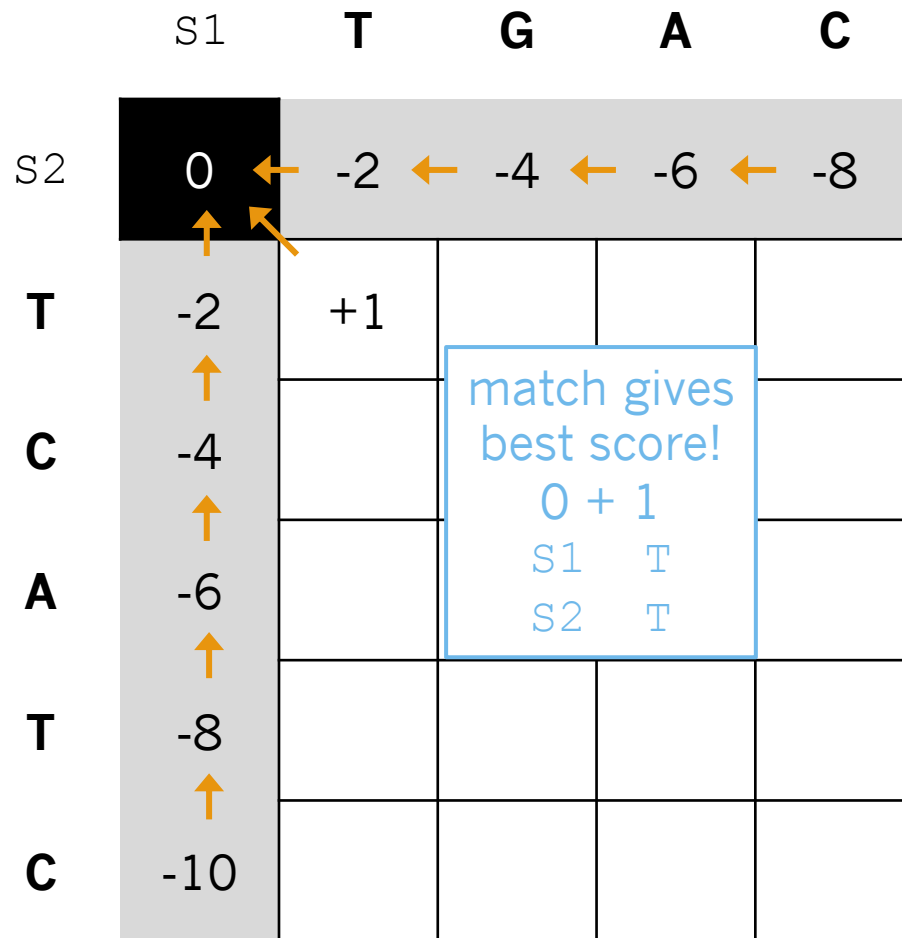 S1 T G A C
S2 0 -2 -4 -6 -8
T -2 +1
C -4
A -6
T -8
C -10
match gives
best score!
0 + 1
S1 T
S2 T